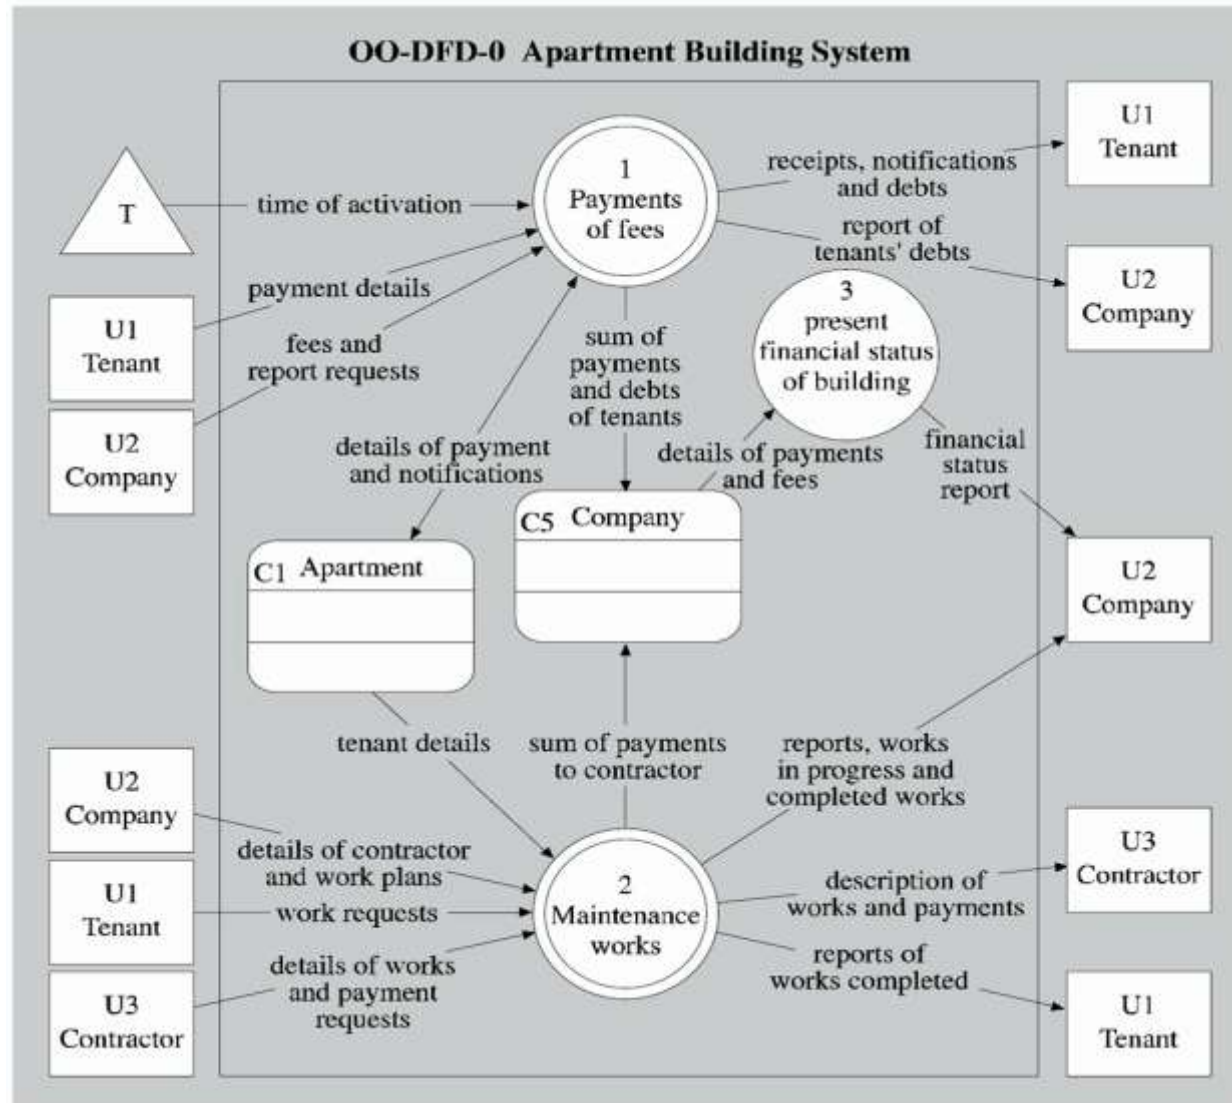 OO-DFD-0 Apartment Building System
T
time of activation
1
Payments
of fees
receipts, notifications
and debts
U1
Tenant
report of
tenants' debts
U2
Company
payment details
U1
Tenant
fees and
report requests
U2
Company
sum of
payments
and debts
of tenants
3
present
financial status
of building
details of payment
and notifications
details of payments
and fees
financial
status
report
C1 Apartment
C5 Company
U2
Company
tenant details
sum of payments
to contractor
reports, works
in progress and
completed works
U2
Company
details of contractor
and work plans
U1
Tenant
work requests
details of works
and payment
requests
U3
Contractor
2
Maintenance
works
description of
works and payments
U3
Contractor
reports of
works completed
U1
Tenant